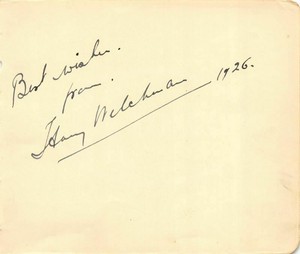 Best wishes.
from.
Harry Welchman 1926.